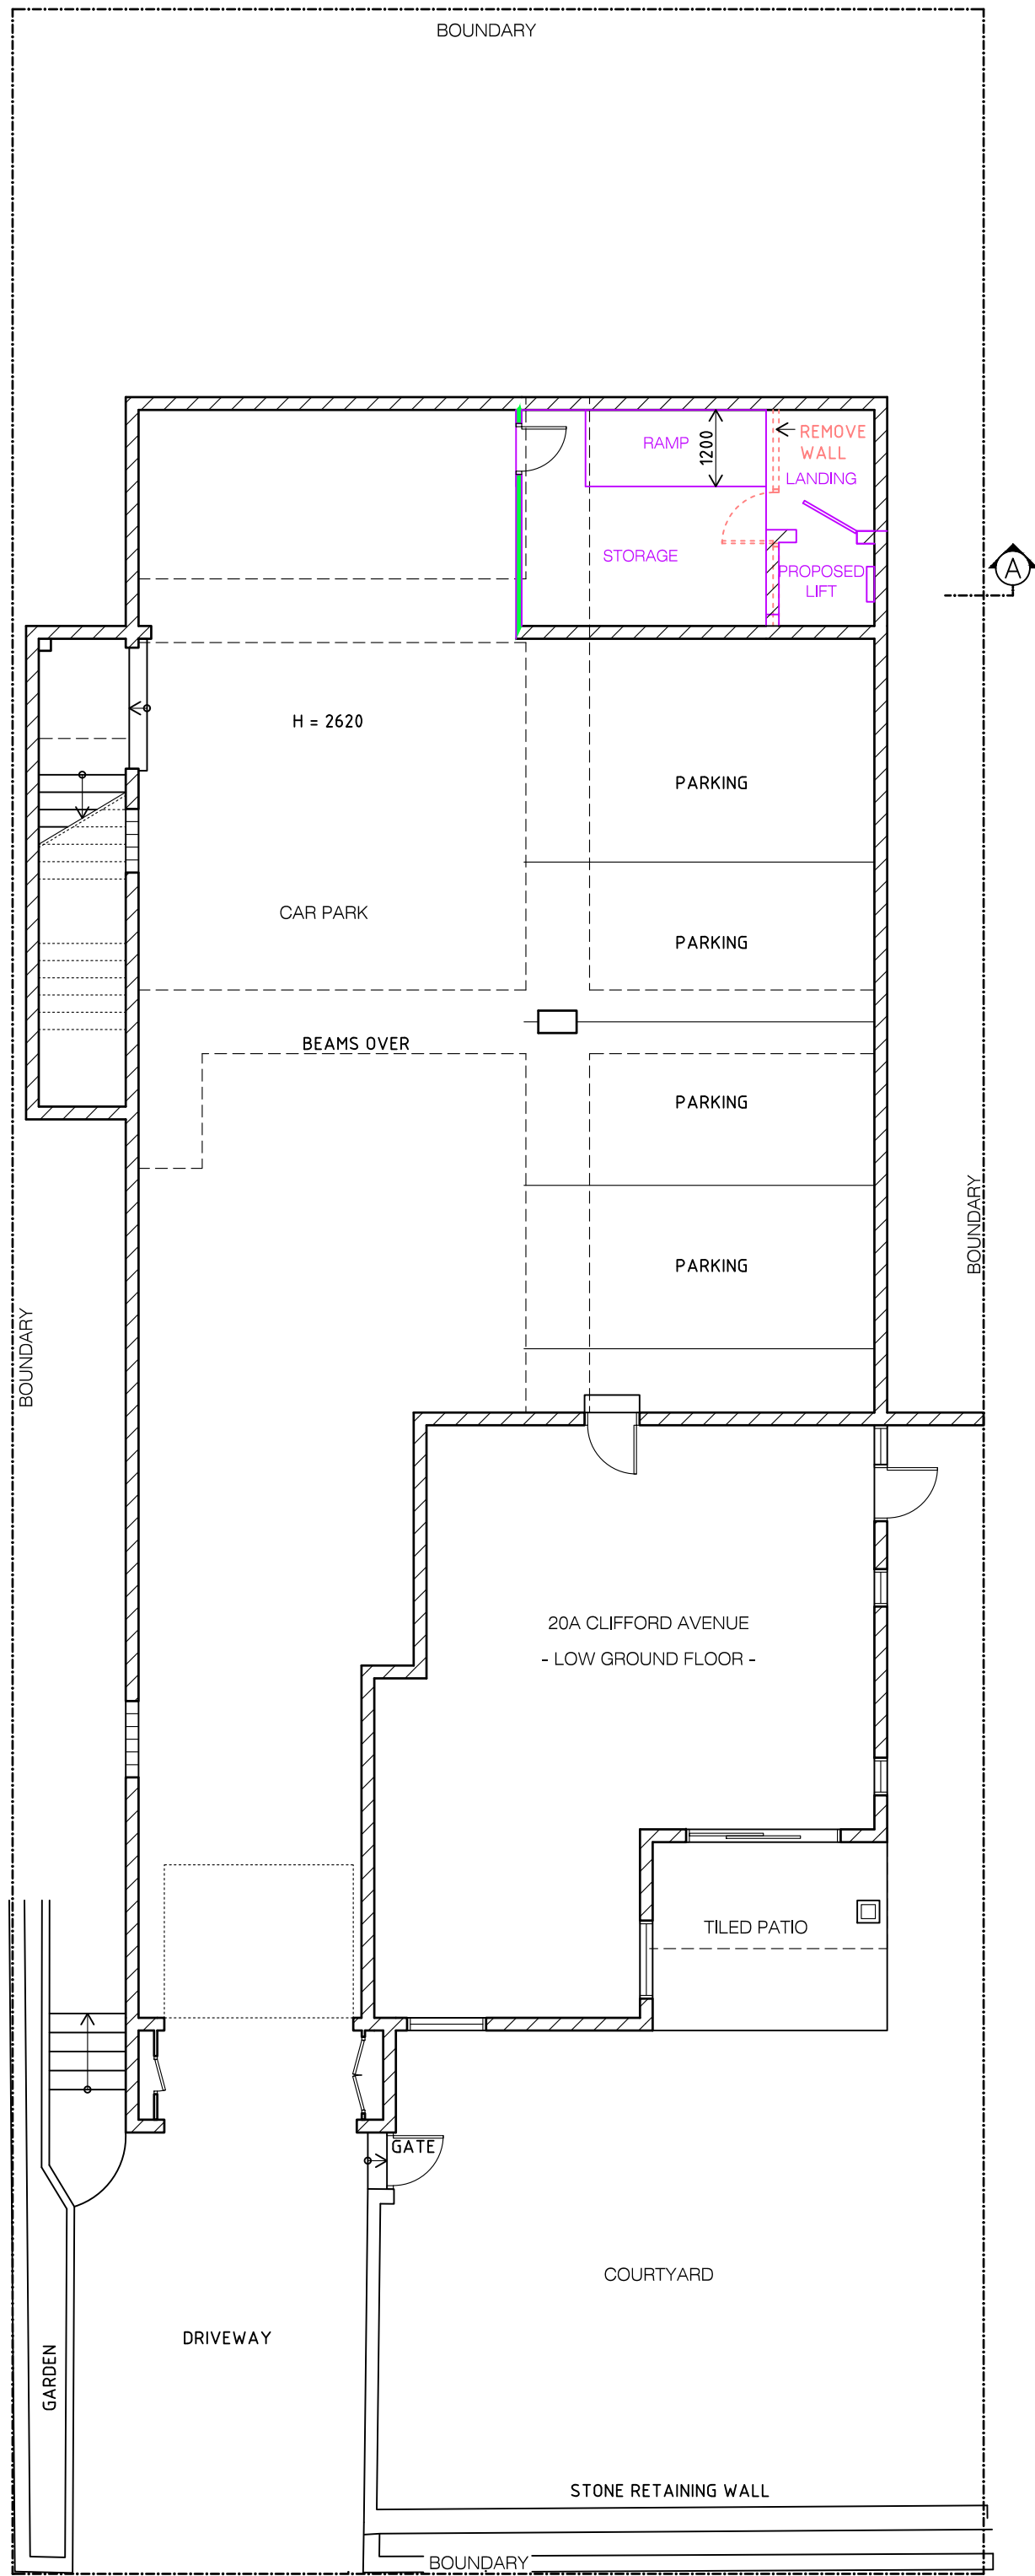 BOUNDARY
RAMP
1200
REMOVE
WALL
LANDING
STORAGE
PROPOSED
LIFT
A
H = 2620
PARKING
CAR PARK
PARKING
BEAMS OVER
PARKING
BOUNDARY
PARKING
BOUNDARY
20A CLIFFORD AVENUE
- LOW GROUND FLOOR -
TILED PATIO
GATE
COURTYARD
DRIVEWAY
GARDEN
STONE RETAINING WALL
BOUNDARY